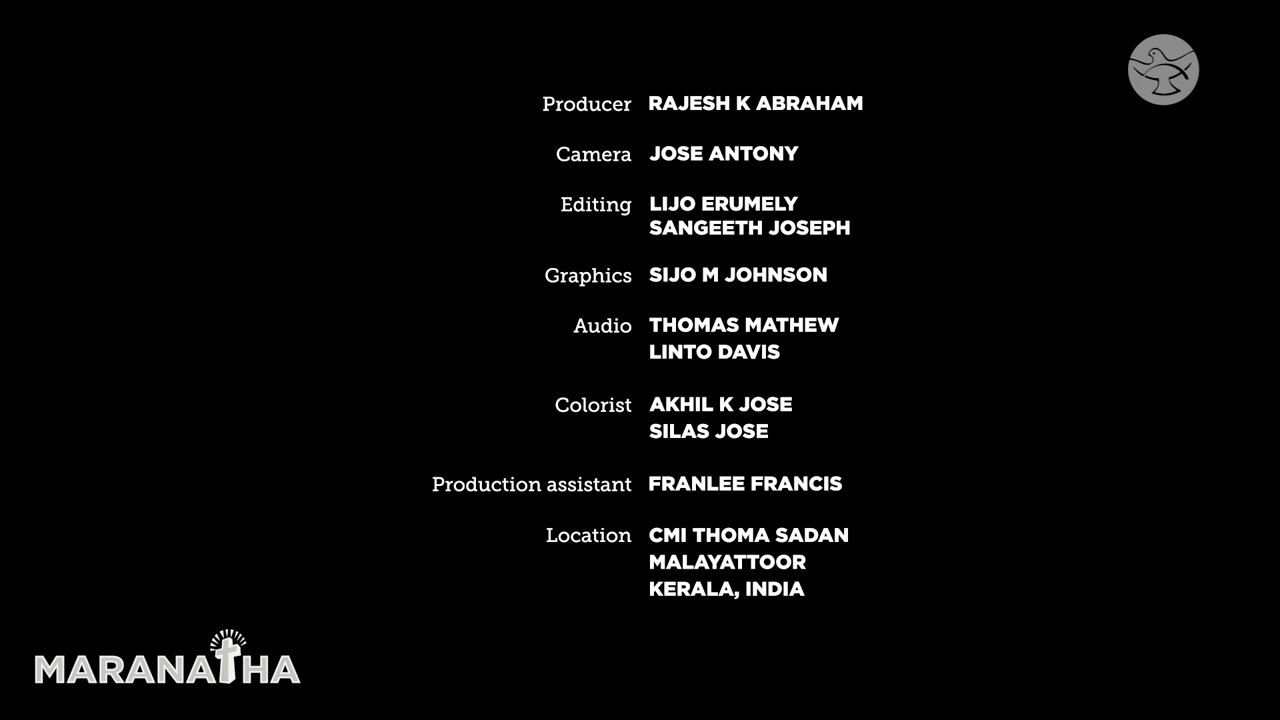 Producer RAJESH K ABRAHAM
Camera JOSE ANTONY
Editing LIJO ERUMELY
SANGEETH JOSEPH
Graphics SIJO M JOHNSON
Audio THOMAS MATHEW
LINTO DAVIS
Colorist AKHIL K JOSE
SILAS JOSE
Production assistant FRANLEE FRANCIS
Location CMI THOMA SADAN
MALAYATTOOR
KERALA, INDIA
MARANATHA